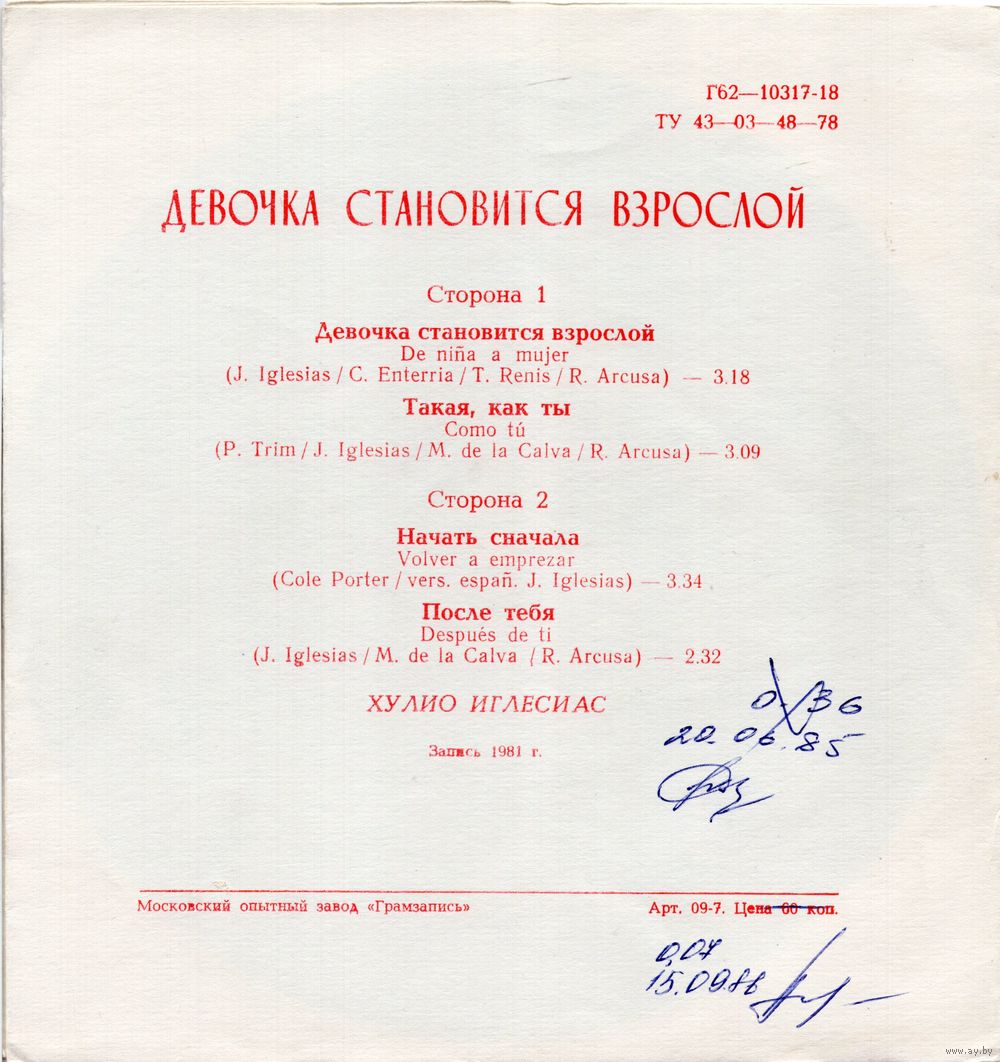 Г62—10317-18
ТУ 43—03—48—78
ДЕВОЧКА СТАНОВИТСЯ ВЗРОСЛОЙ
Сторона 1
Девочка становится взрослой
De niña a mujer
(J. Iglesias / C. Enterria / T. Renis / R. Arcusa) — 3.18
Такая, как ты
Como tú
(P. Trim / J. Iglesias / M. de la Calva / R. Arcusa) — 3.09
Сторона 2
Начать сначала
Volver a emprezar
(Cole Porter / vers. españ. J. Iglesias) — 3.34
После тебя
Después de ti
(J. Iglesias / M. de la Calva / R. Arcusa) — 2.32
ХУЛИО ИГЛЕСИАС
Запись 1981 г.
0-36
20.06.85
Московский опытный завод «Грамзапись»
Арт. 09-7. Цена 60 коп.
0,07
15.09.86
www.ay.by